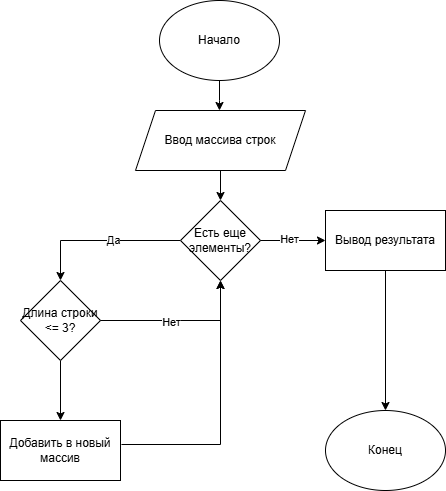 Начало
Ввод массива строк
Есть еще
элементы?
Да
Нет
Вывод результата
Длина строки
<= 3?
Нет
Добавить в новый
массив
Конец